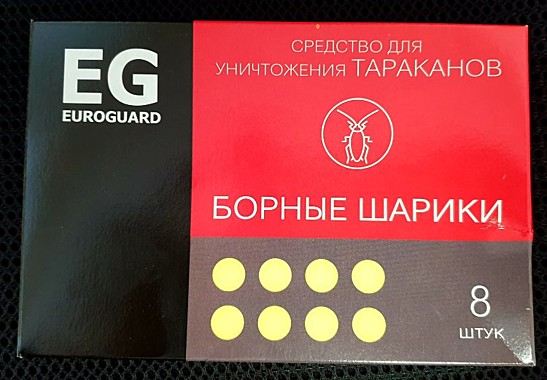 EG
EUROGUARD
СРЕДСТВО ДЛЯ
УНИЧТОЖЕНИЯ ТАРАКАНОВ
БОРНЫЕ ШАРИКИ
8
ШТУК